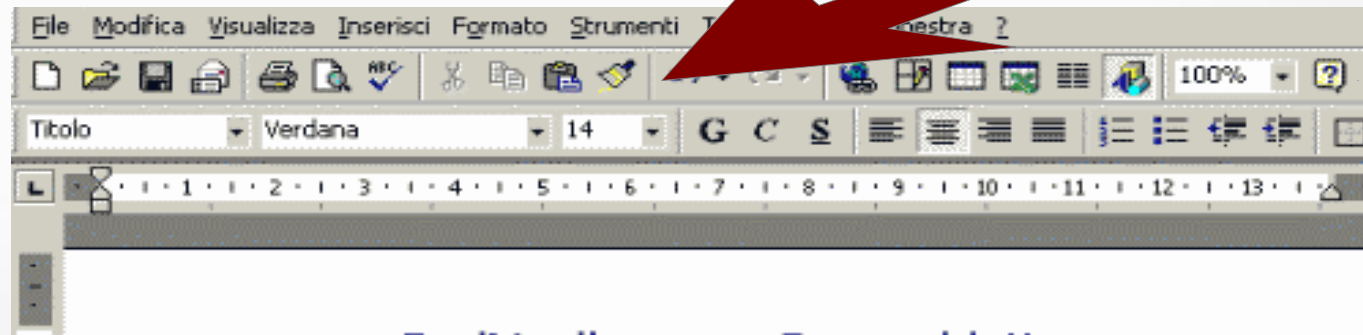 File Modifica Visualizza Inserisci Formato Strumenti ?
ABC 100% ?
Titolo Verdana 14 G C S
L 1 2 3 4 5 6 7 8 9 10 11 12 13